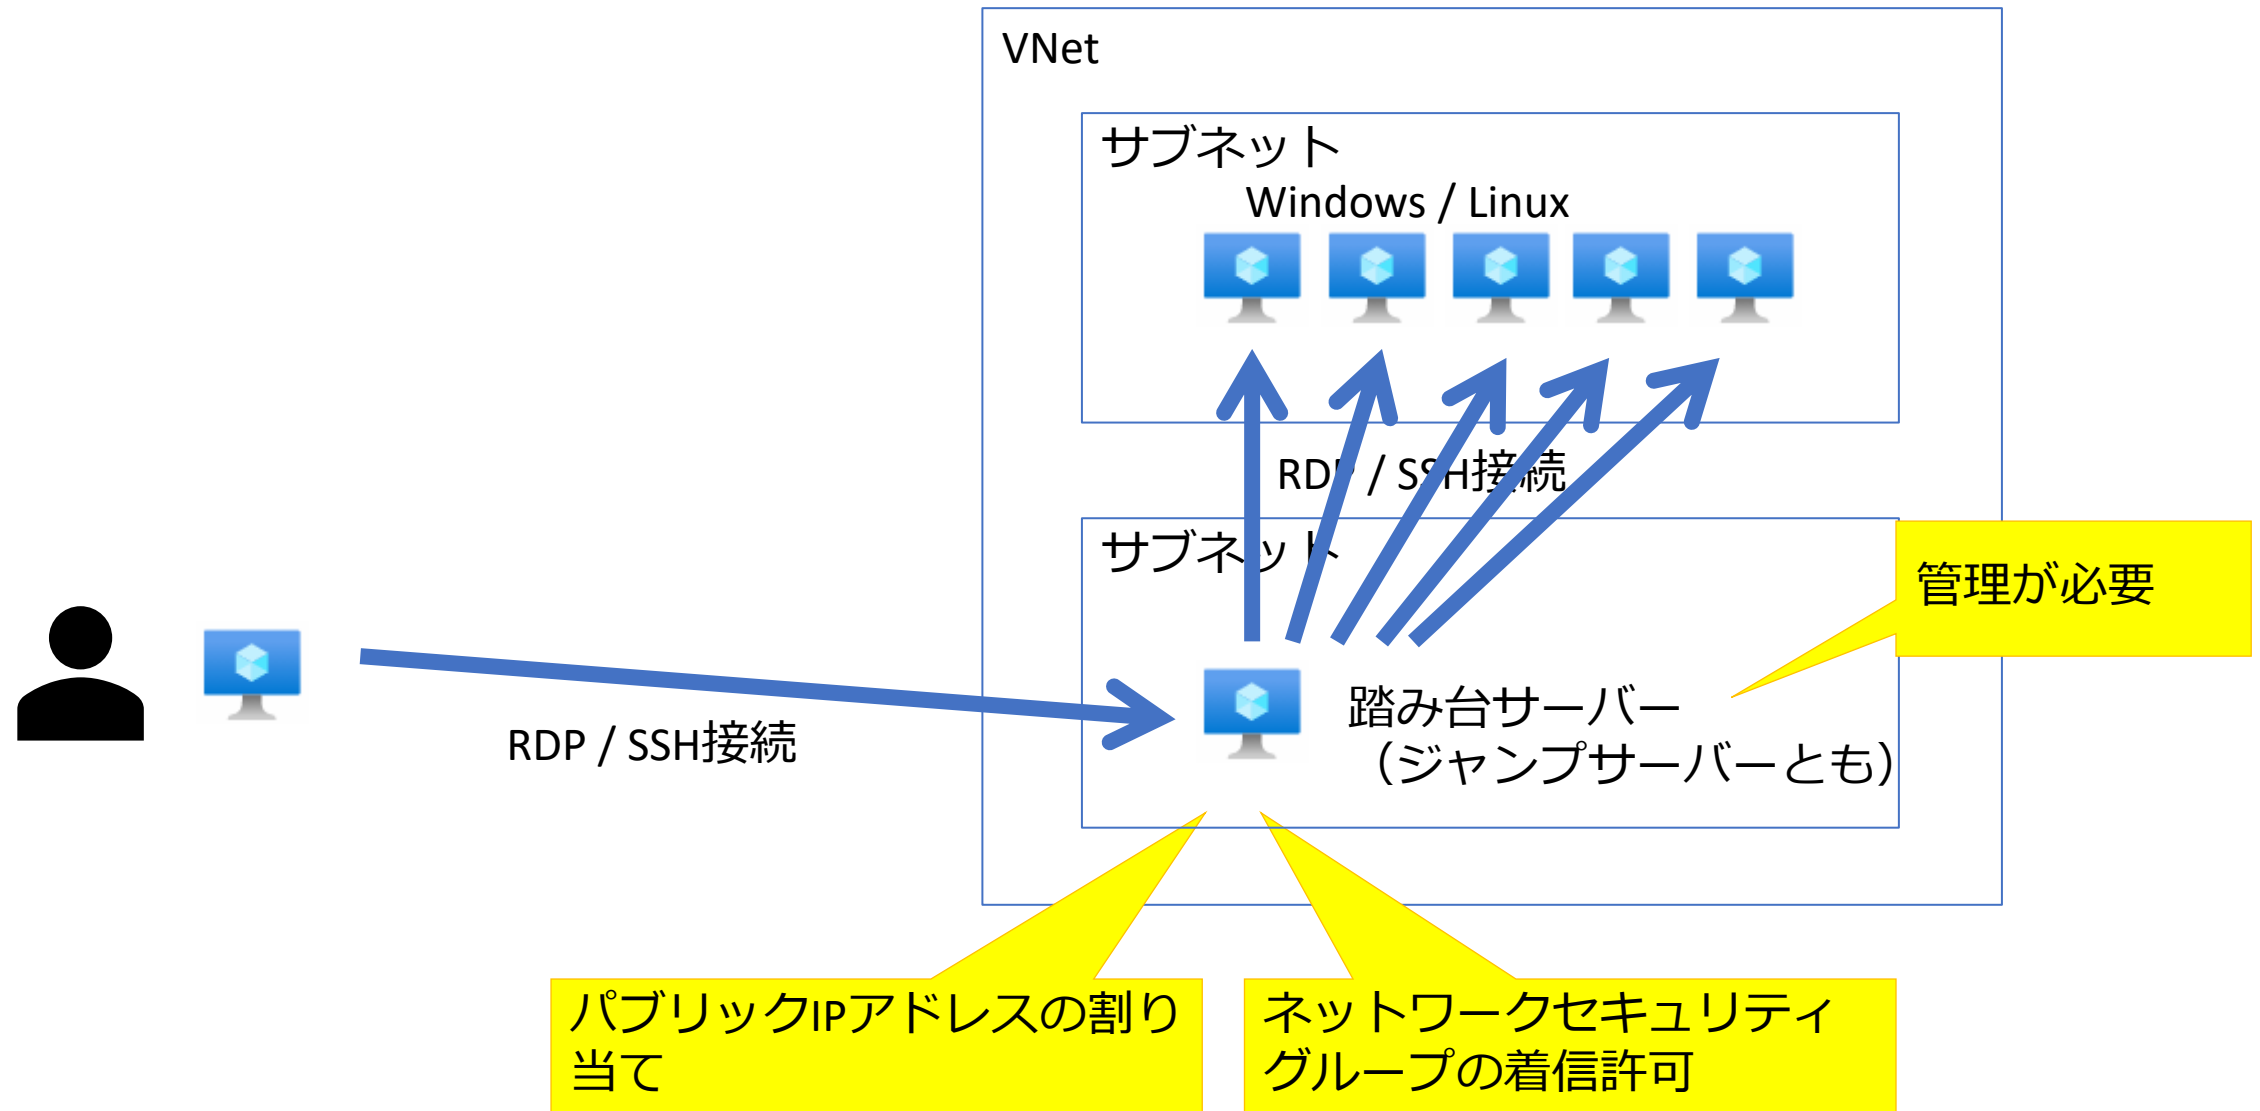 VNet
サブネット
Windows / Linux
RDP / SSH接続
サブネット
管理が必要
踏み台サーバー
（ジャンプサーバーとも）
RDP / SSH接続
パブリックIPアドレスの割り
当て
ネットワークセキュリティ
グループの着信許可